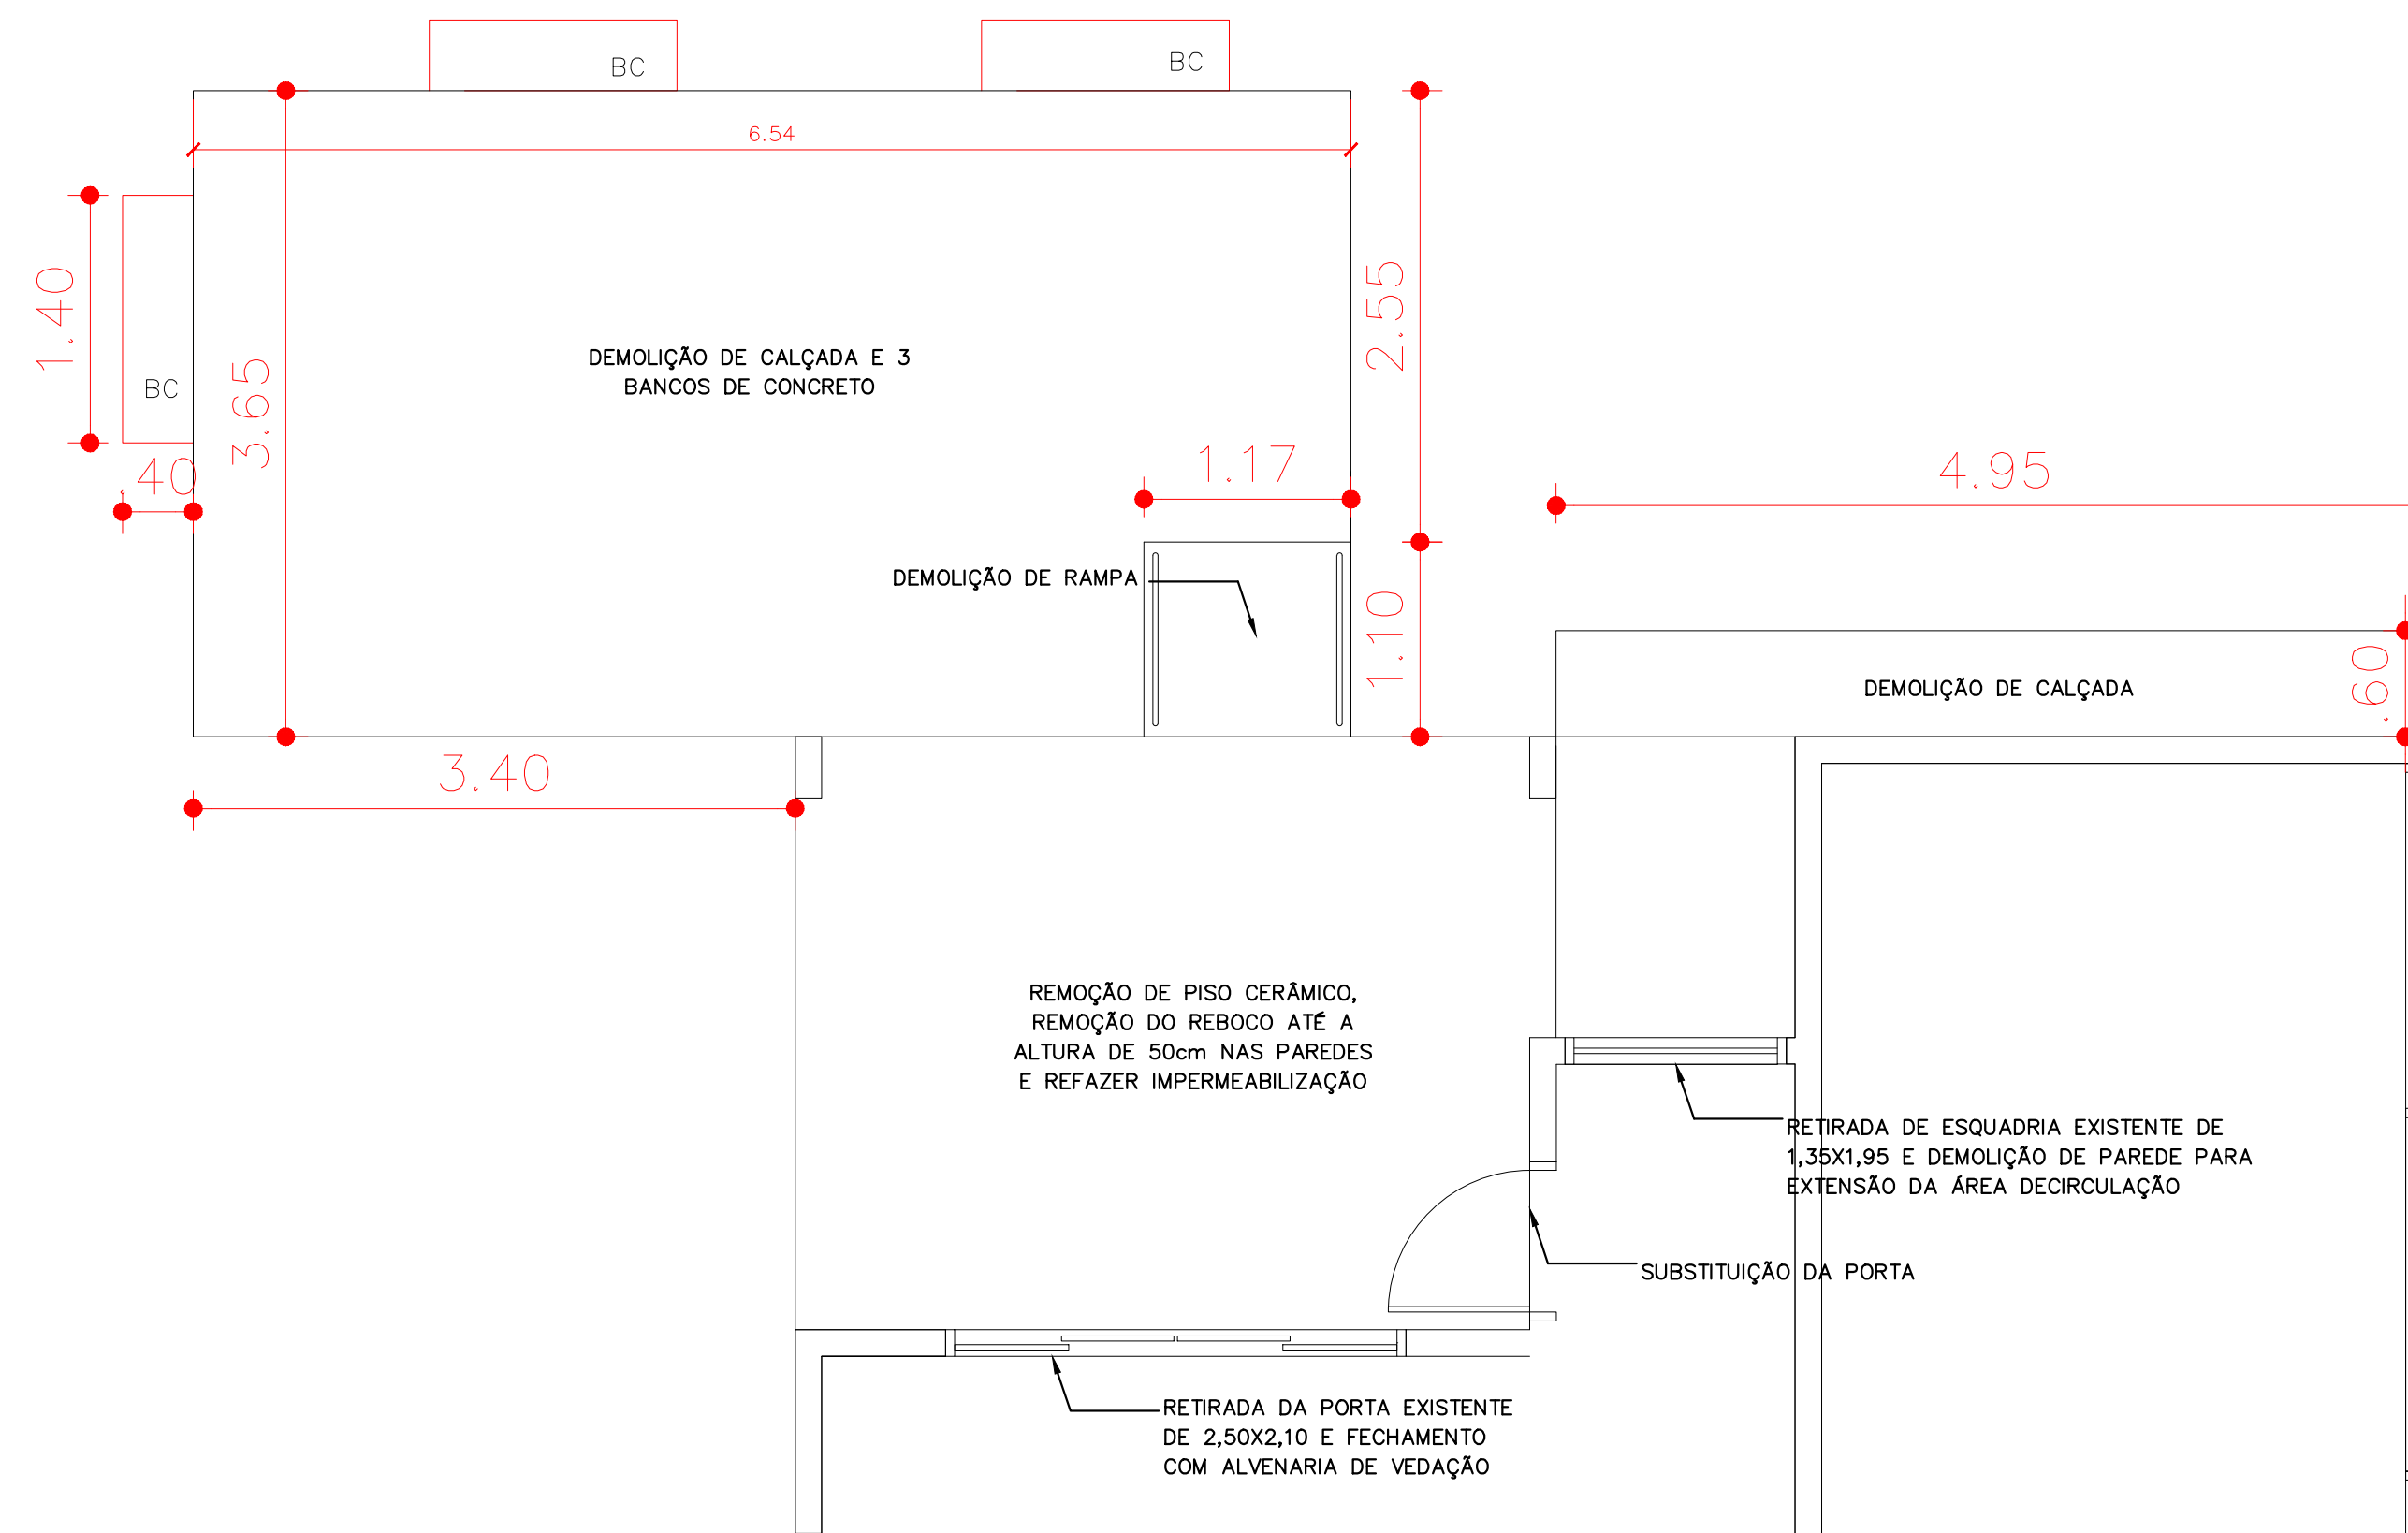 BC
BC
6.54
1.40
BC
3.65
.40
DEMOLIÇÃO DE CALÇADA E 3
BANCOS DE CONCRETO
2.55
1.17
4.95
DEMOLIÇÃO DE RAMPA
1.10
DEMOLIÇÃO DE CALÇADA
.60
3.40
REMOÇÃO DE PISO CERÂMICO,
REMOÇÃO DO REBOCO ATÉ A
ALTURA DE 50cm NAS PAREDES
E REFAZER IMPERMEABILIZAÇÃO
RETIRADA DE ESQUADRIA EXISTENTE DE
1,35X1,95 E DEMOLIÇÃO DE PAREDE PARA
EXTENSÃO DA ÁREA DECIRCULAÇÃO
SUBSTITUIÇÃO DA PORTA
RETIRADA DA PORTA EXISTENTE
DE 2,50X2,10 E FECHAMENTO
COM ALVENARIA DE VEDAÇÃO